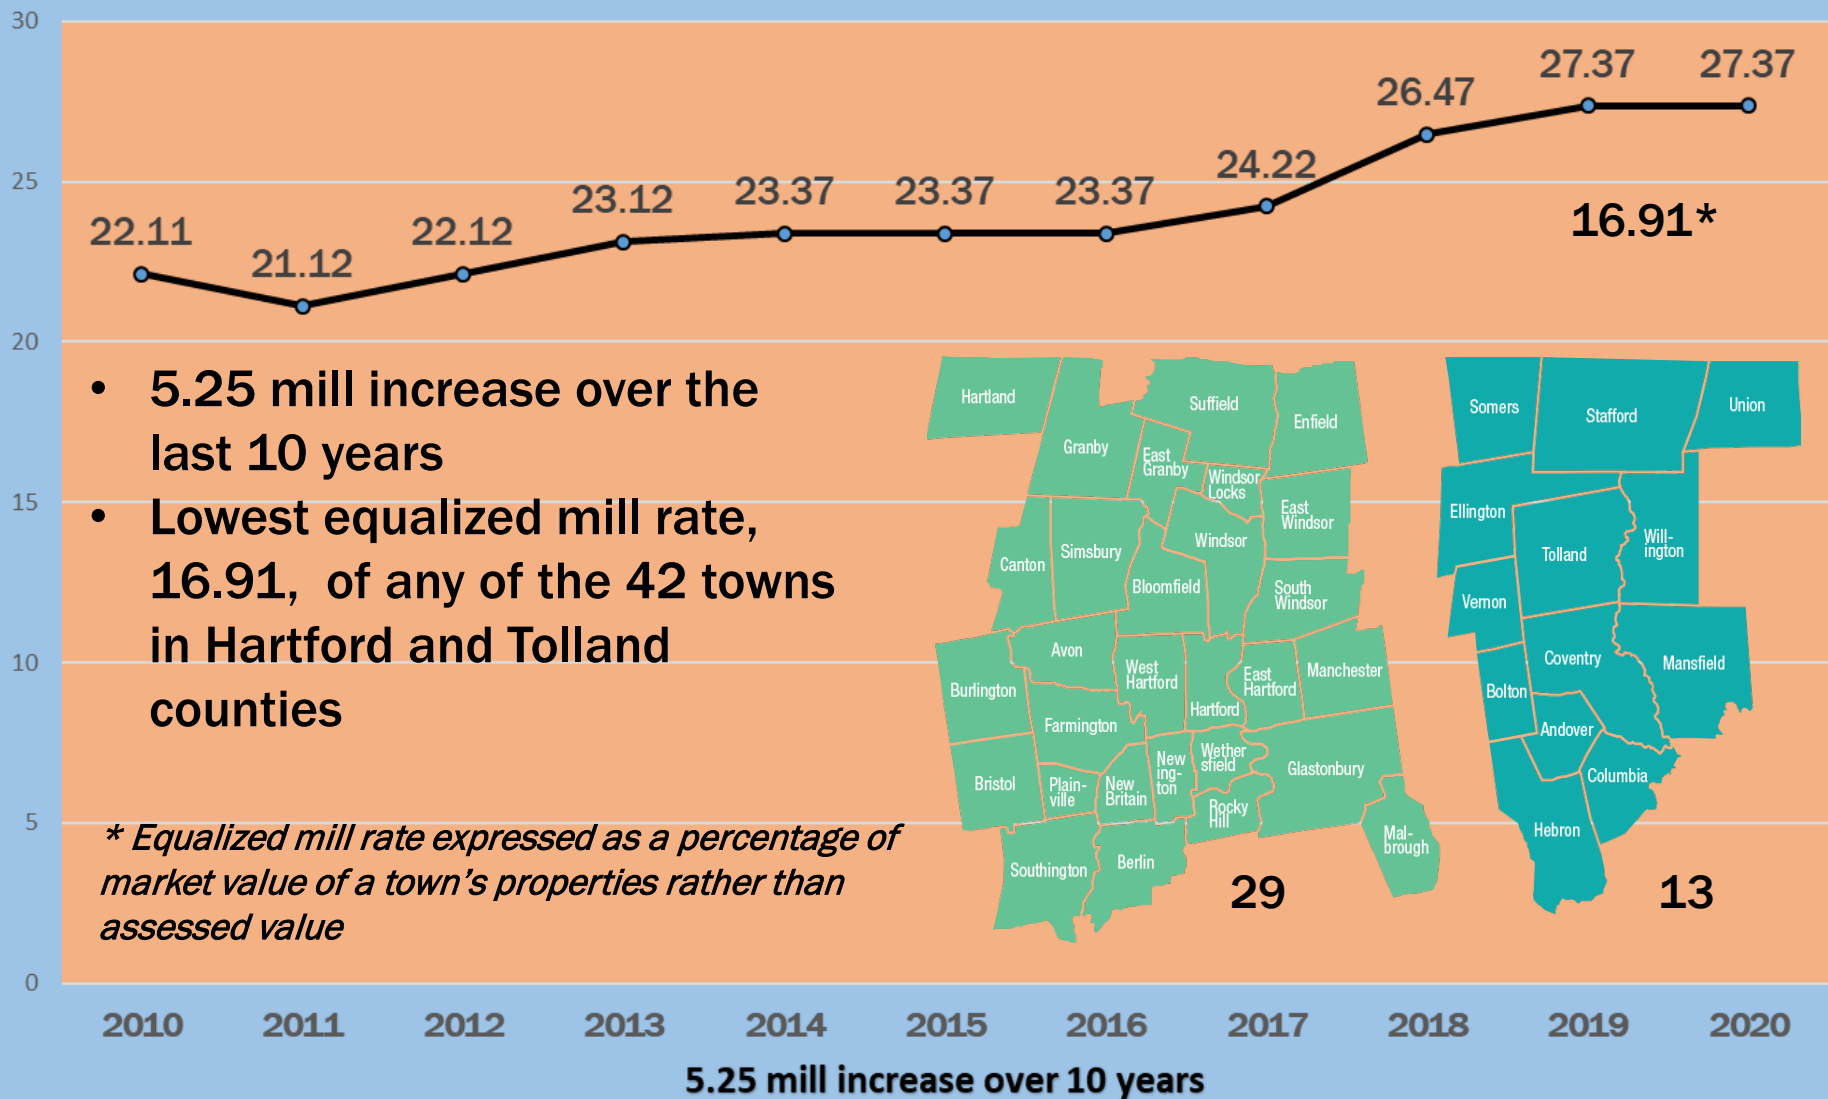 30
27.37 27.37
26.47
25
24.22
23.37 23.37 23.37
23.12
22.11 22.12
21.12
16.91*
20
• 5.25 mill increase over the
last 10 years
15
• Lowest equalized mill rate,
16.91, of any of the 42 towns
in Hartford and Tolland
counties
10
5
* Equalized mill rate expressed as a percentage of
market value of a town's properties rather than
assessed value
0
Hartland
Granby
Suffield
Enfield
East
Granby
Windsor
Locks
East
Windsor
Windsor
Canton
Simsbury
Bloomfield
South
Windsor
Avon
West
Hartford
Hartford
East
Hartford
Manchester
Burlington
Farmington
Bristol
Plain-
ville
New
Britain
New
ing-
ton
Wether
sfield
Rocky
Hill
Glastonbury
Mal-
brough
Southington
Berlin
29
Somers
Stafford
Union
Ellington
Tolland
Will-
ington
Vernon
Coventry
Mansfield
Bolton
Andover
Columbia
Hebron
13
2010 2011 2012 2013 2014 2015 2016 2017 2018 2019 2020
5.25 mill increase over 10 years